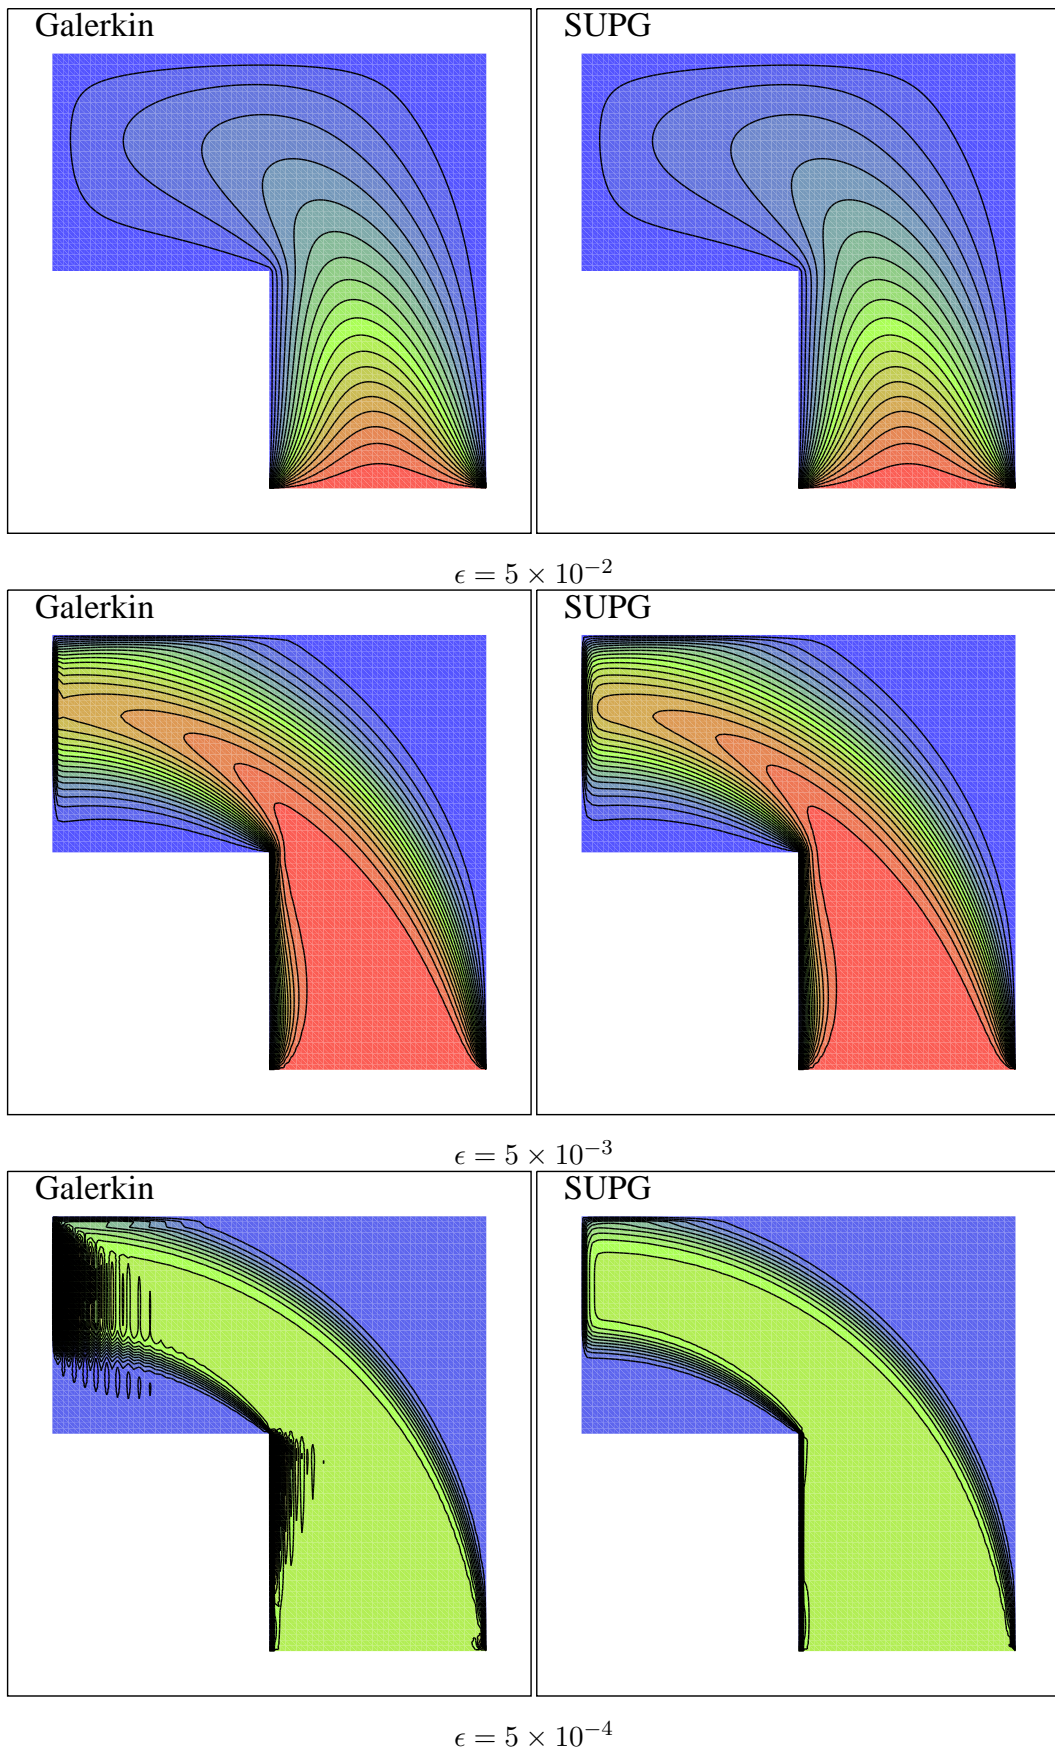 Galerkin
SUPG
ϵ = 5 × 10⁻²
Galerkin
SUPG
ϵ = 5 × 10⁻³
Galerkin
SUPG
ϵ = 5 × 10⁻⁴